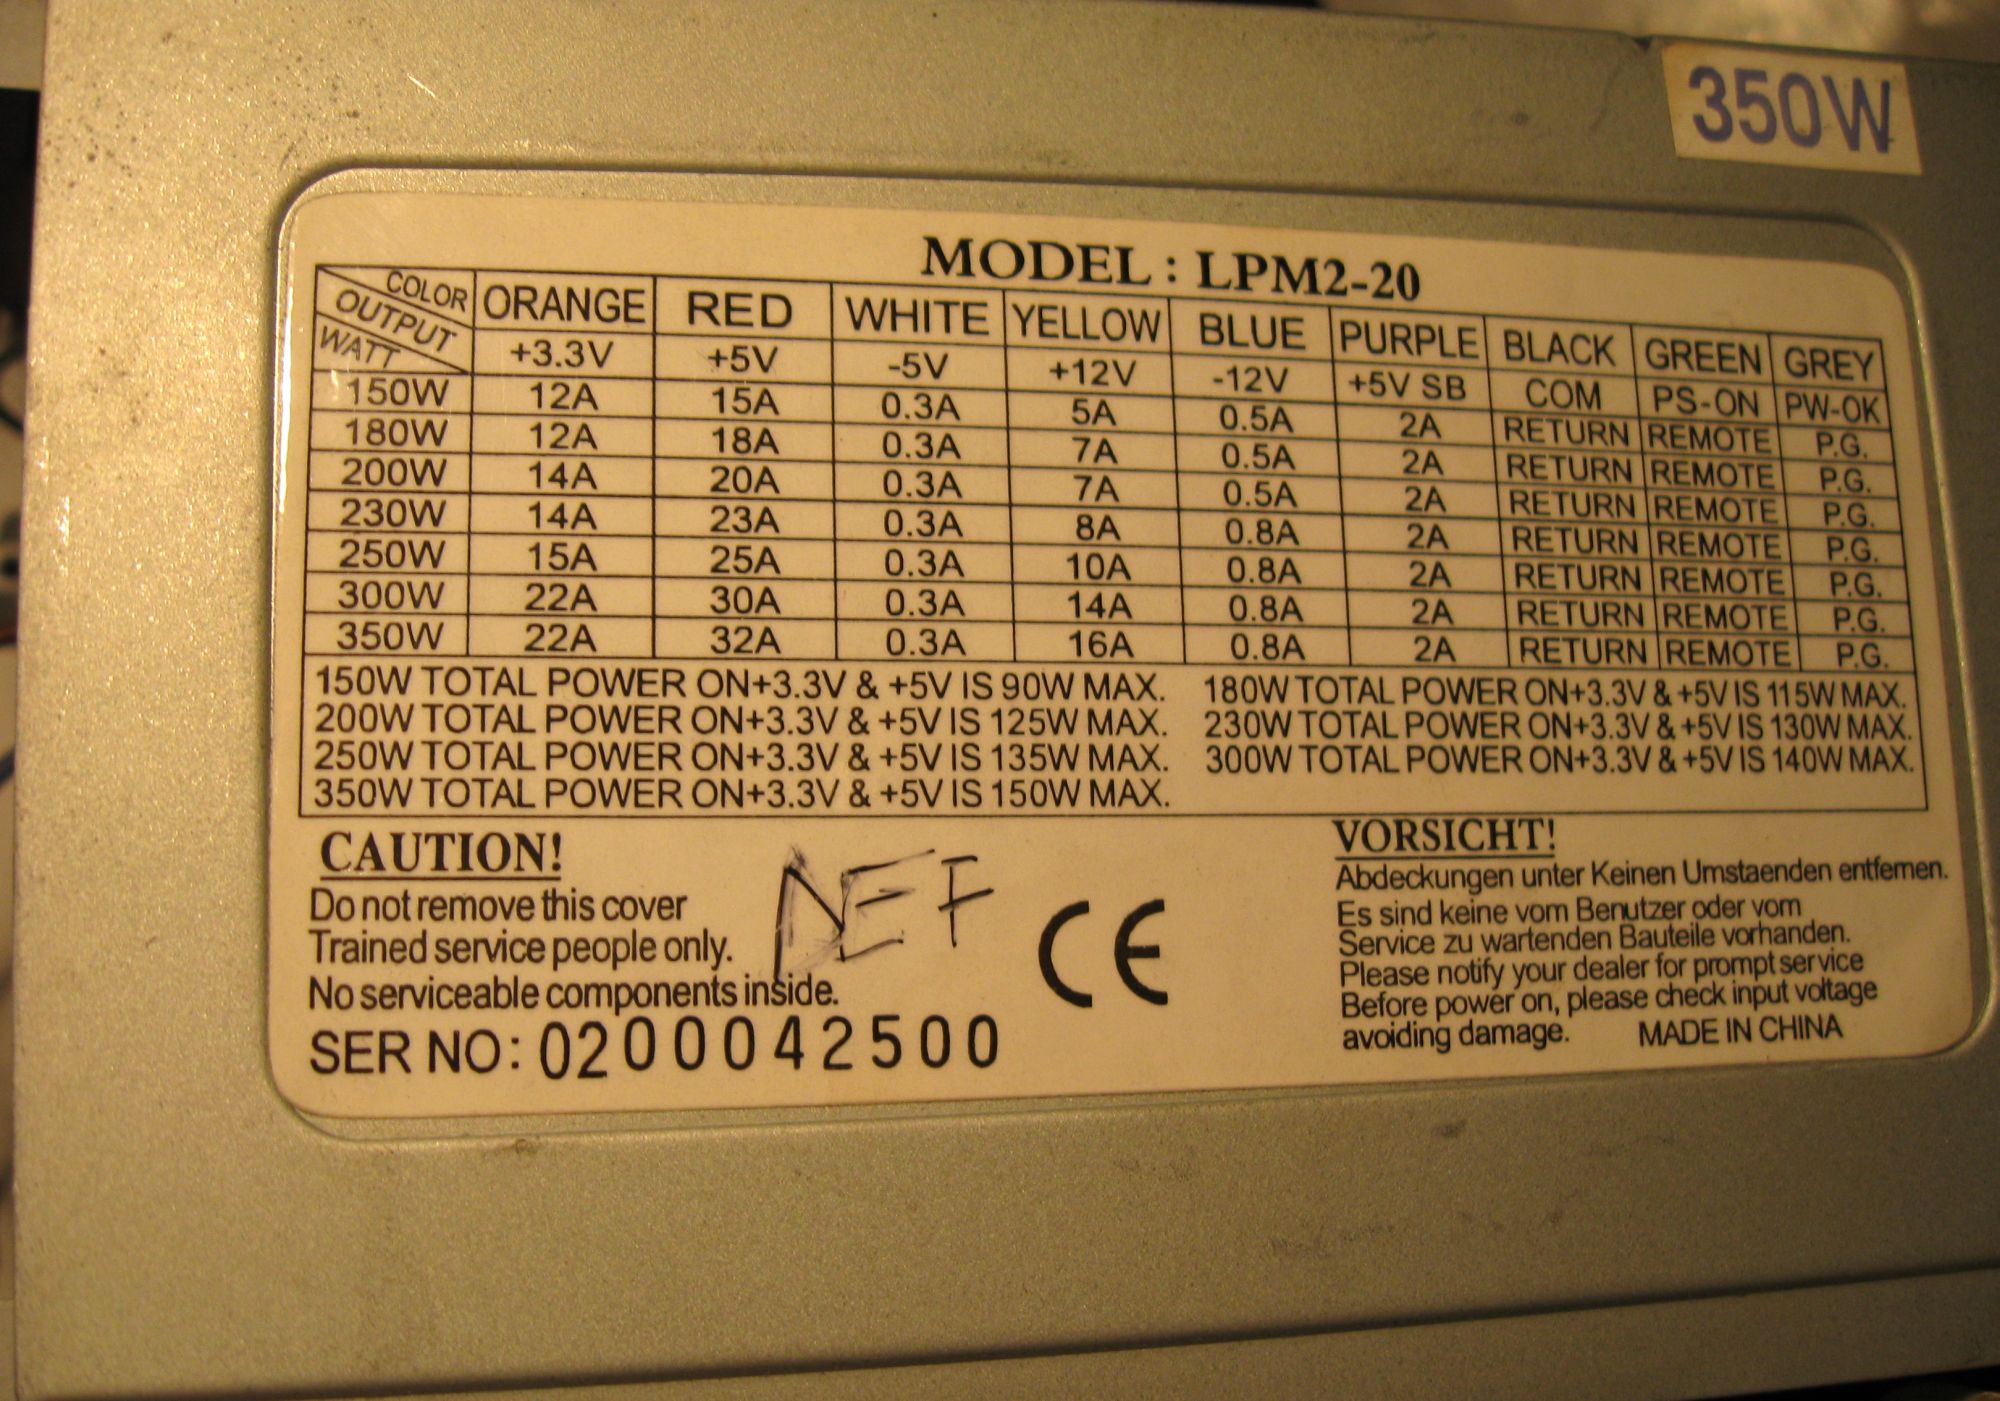 350W
MODEL : LPM2-20
COLOR OUTPUT WATT ORANGE RED WHITE YELLOW BLUE PURPLE BLACK GREEN GREY
+3.3V +5V -5V +12V -12V +5V SB COM PS-ON PW-OK
150W 12A 15A 0.3A 5A 0.5A 2A RETURN REMOTE P.G.
180W 12A 18A 0.3A 7A 0.5A 2A RETURN REMOTE P.G.
200W 14A 20A 0.3A 7A 0.5A 2A RETURN REMOTE P.G.
230W 14A 23A 0.3A 8A 0.8A 2A RETURN REMOTE P.G.
250W 15A 25A 0.3A 10A 0.8A 2A RETURN REMOTE P.G.
300W 22A 30A 0.3A 14A 0.8A 2A RETURN REMOTE P.G.
350W 22A 32A 0.3A 16A 0.8A 2A RETURN REMOTE P.G.
150W TOTAL POWER ON+3.3V & +5V IS 90W MAX. 180W TOTAL POWER ON+3.3V & +5V IS 115W MAX.
200W TOTAL POWER ON+3.3V & +5V IS 125W MAX. 230W TOTAL POWER ON+3.3V & +5V IS 130W MAX.
250W TOTAL POWER ON+3.3V & +5V IS 135W MAX. 300W TOTAL POWER ON+3.3V & +5V IS 140W MAX.
350W TOTAL POWER ON+3.3V & +5V IS 150W MAX.
CAUTION!
Do not remove this cover
Trained service people only.
No serviceable components inside.
SER NO: 0200042500
DEF
CE
VORSICHT!
Abdeckungen unter Keinen Umstaenden entfernen.
Es sind keine vom Benutzer oder vom
Service zu wartenden Bauteile vorhanden.
Please notify your dealer for prompt service
Before power on, please check input voltage
avoiding damage. MADE IN CHINA